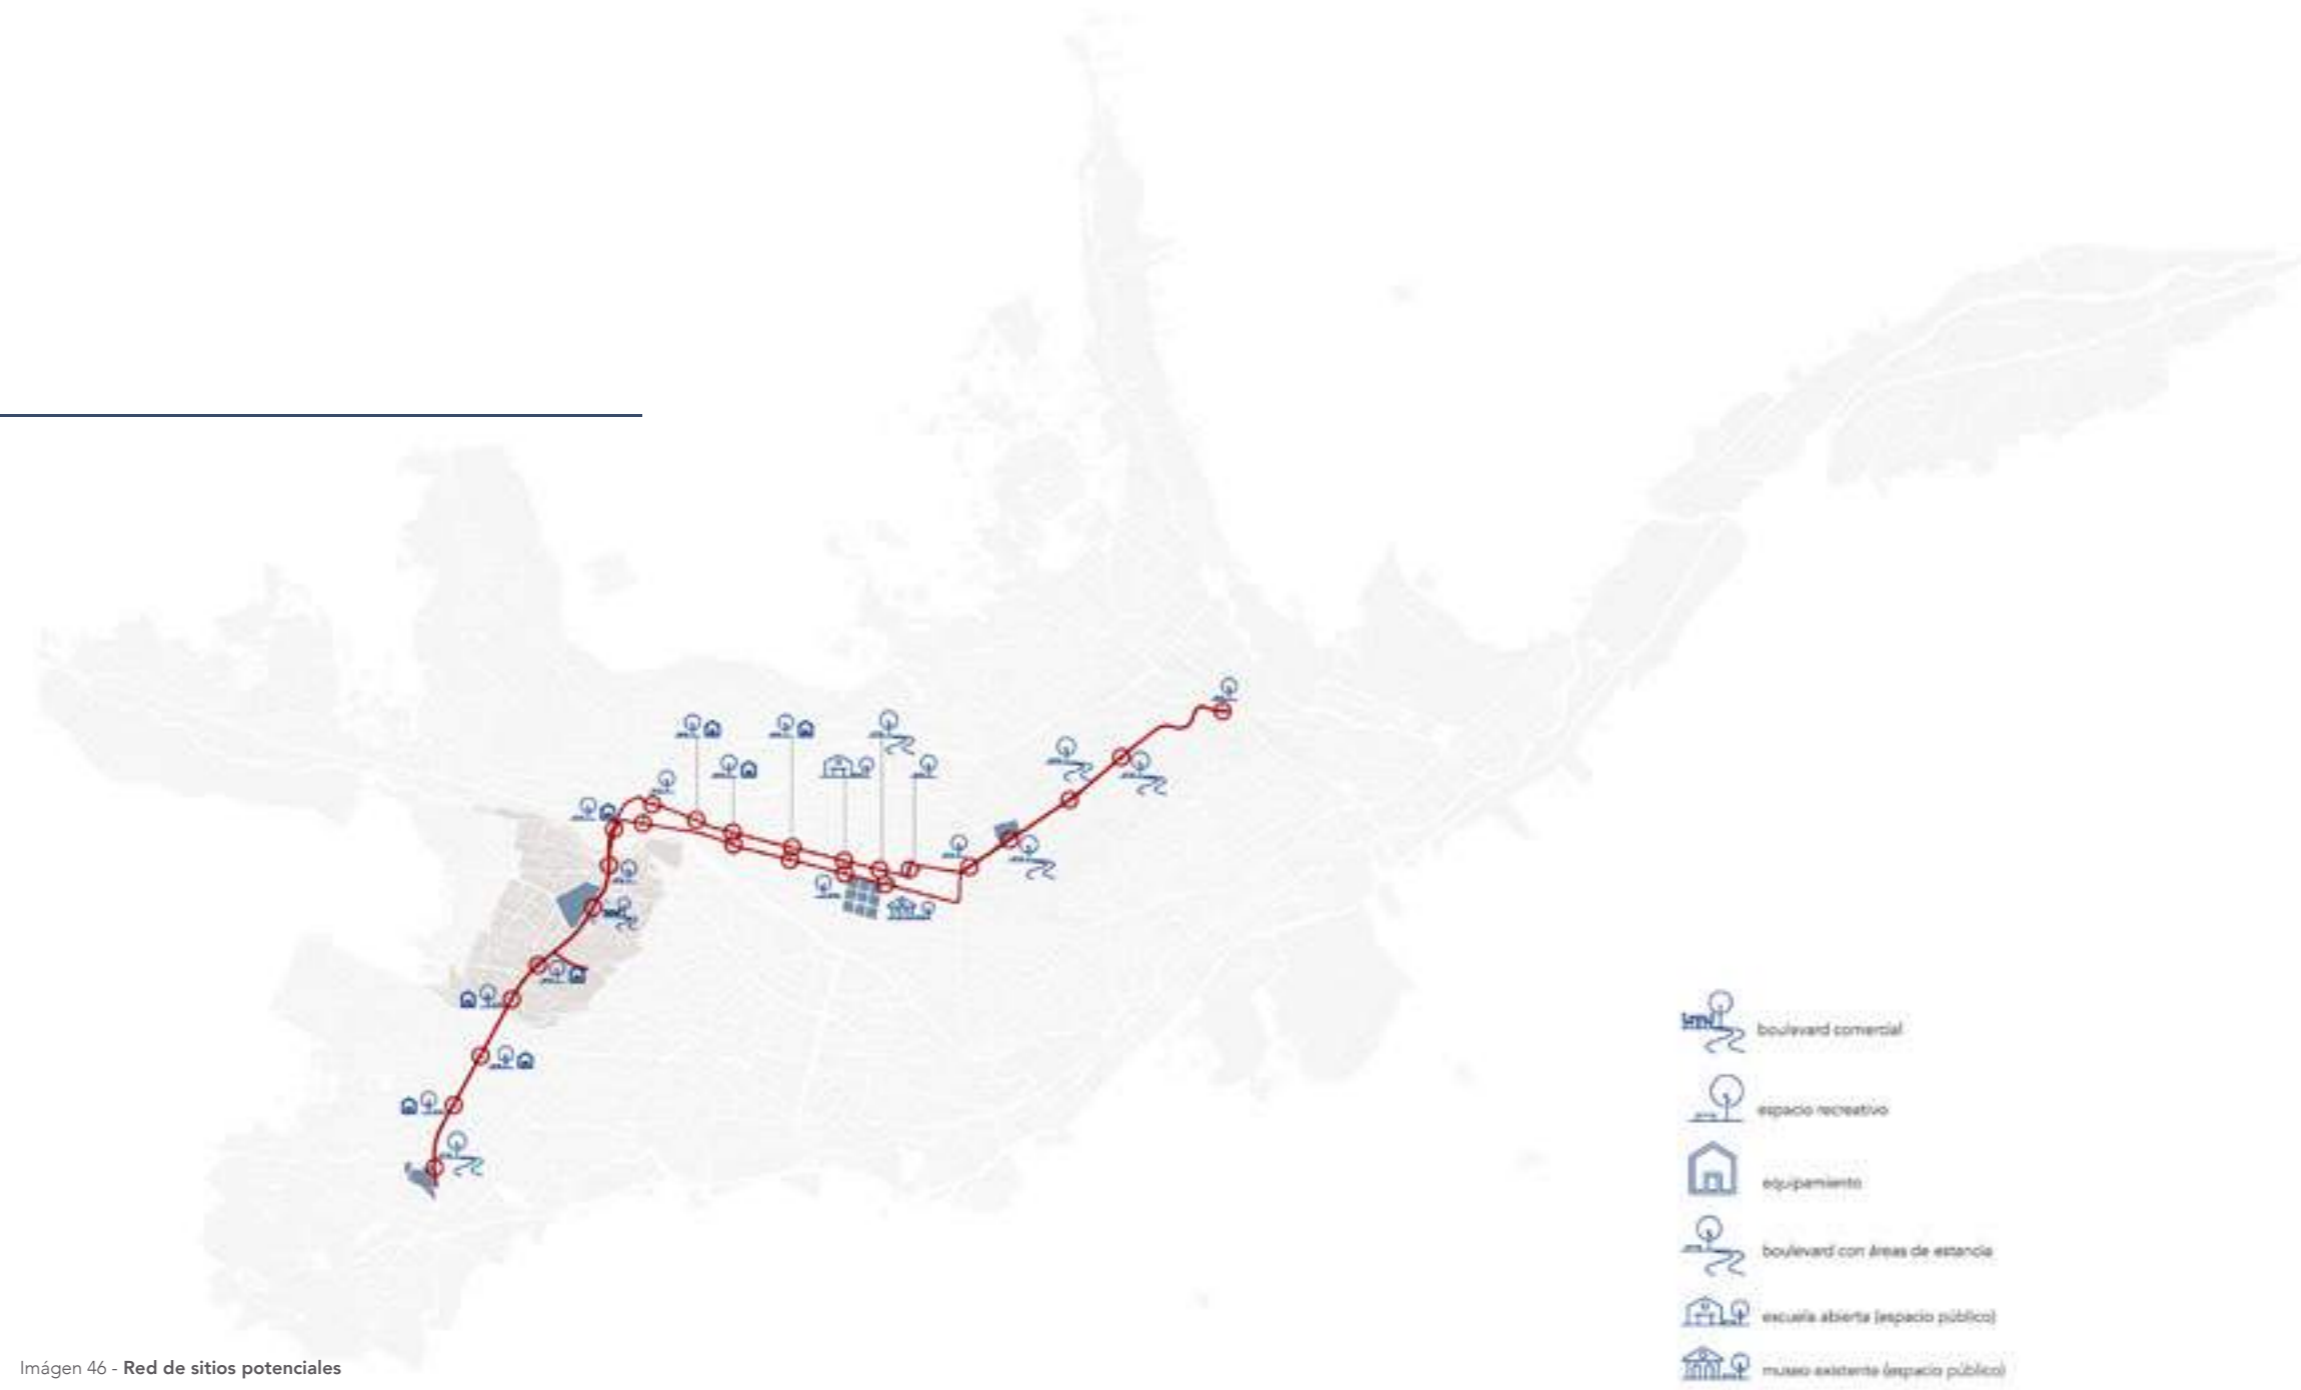 boulevard comercial
espacio recreativo
equipamiento
boulevard con áreas de estancia
escuela abierta (espacio público)
museo existente (espacio público)
Imágen 46 - Red de sitios potenciales